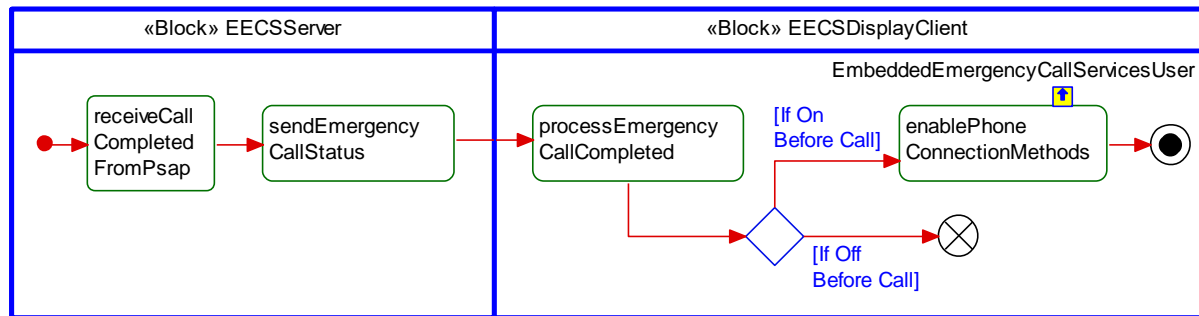 «Block» EECSServer
«Block» EECSDisplayClient
EmbeddedEmergencyCallServicesUser
receiveCall
Completed
FromPsap
sendEmergency
CallStatus
processEmergency
CallCompleted
[If On
Before Call]
enablePhone
ConnectionMethods
[If Off
Before Call]